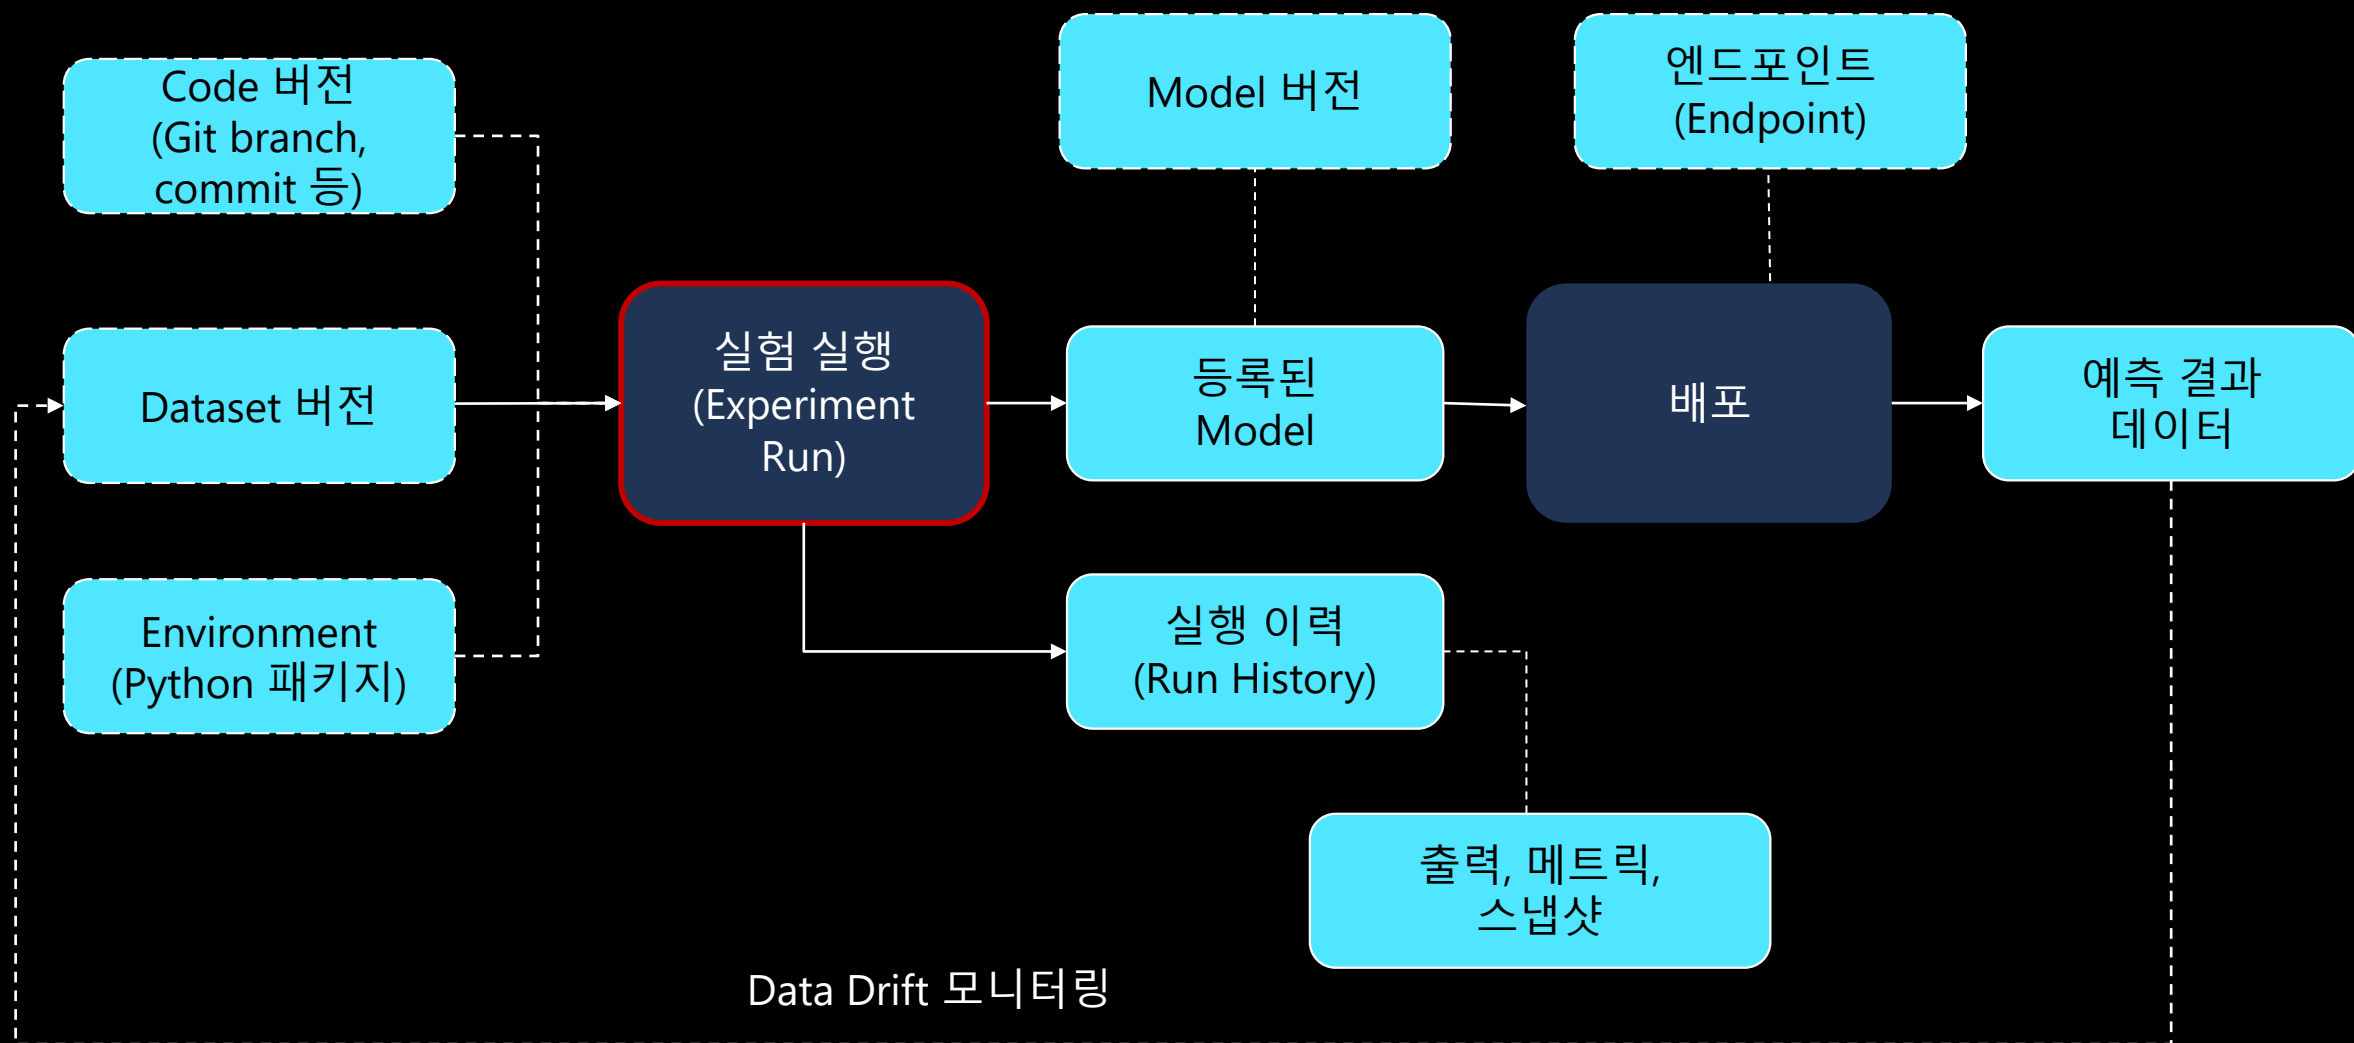 Code 버전
(Git branch,
commit 등)
Model 버전
엔드포인트
(Endpoint)
Dataset 버전
실험 실행
(Experiment
Run)
등록된
Model
배포
예측 결과
데이터
Environment
(Python 패키지)
실행 이력
(Run History)
출력, 메트릭,
스냅샷
Data Drift 모니터링